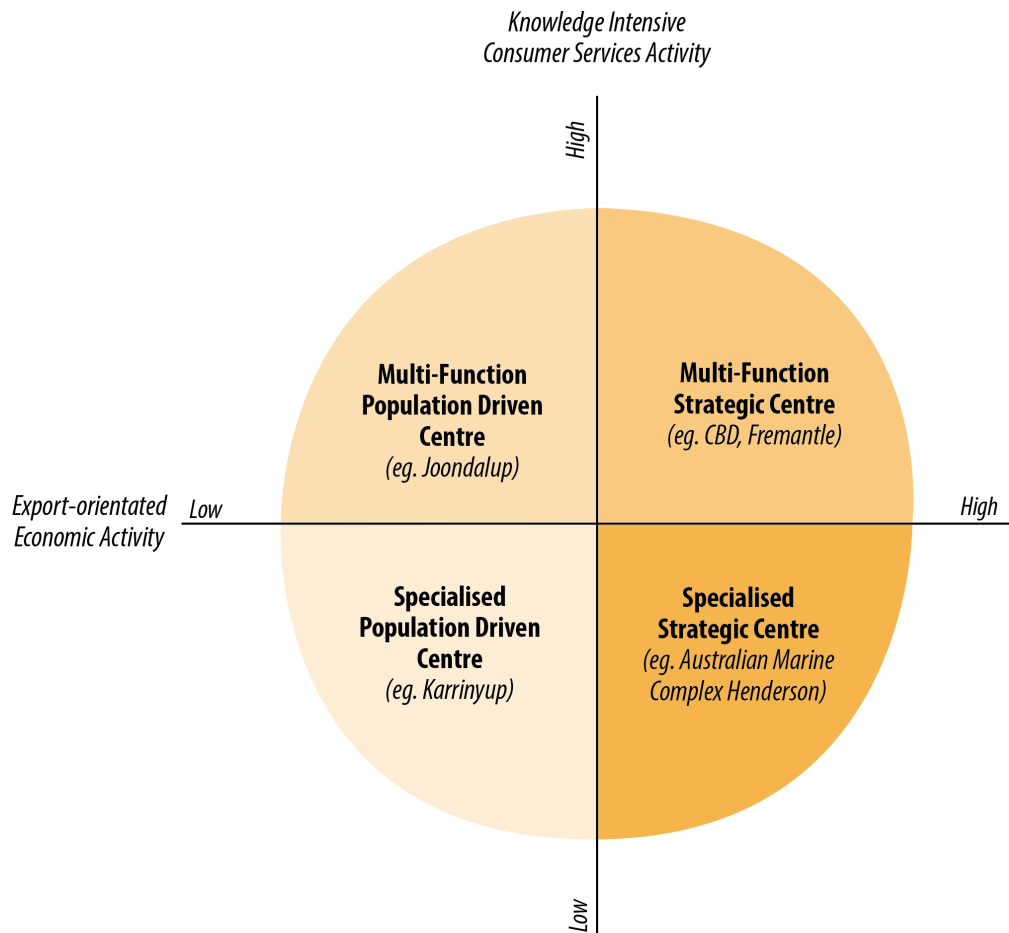 Knowledge Intensive
Consumer Services Activity
High
Multi-Function
Population Driven
Centre
(eg. Joondalup)
Multi-Function
Strategic Centre
(eg. CBD, Fremantle)
Export-orientated
Economic Activity
Low
High
Specialised
Population Driven
Centre
(eg. Karrinyup)
Specialised
Strategic Centre
(eg. Australian Marine
Complex Henderson)
Low